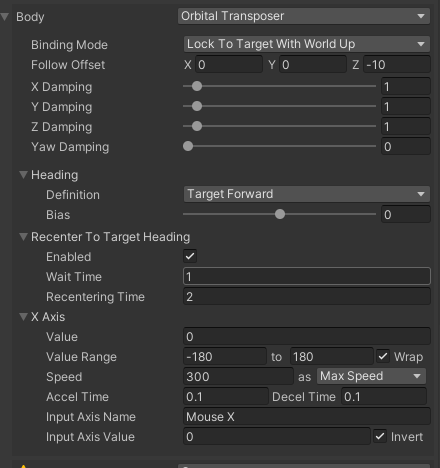 Body Orbital Transposer
Binding Mode Lock To Target With World Up
Follow Offset X 0 Y 0 Z -10
X Damping 1
Y Damping 1
Z Damping 1
Yaw Damping 0
Heading
Definition Target Forward
Bias 0
Recenter To Target Heading
Enabled
Wait Time 1
Recentering Time 2
X Axis
Value 0
Value Range -180 to 180 Wrap
Speed 300 as Max Speed
Accel Time 0.1 Decel Time 0.1
Input Axis Name Mouse X
Input Axis Value 0 Invert